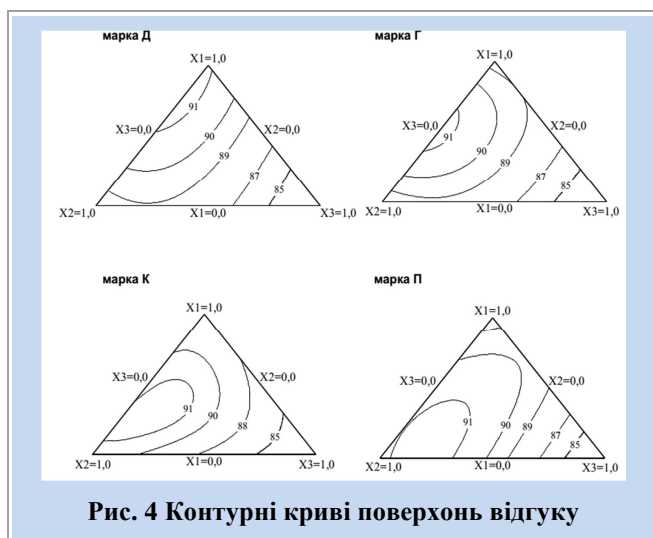 марка Д
марка Г
X1=1,0
X1=1,0
91
X3=0,0
X2=0,0
90
89
87
85
X2=1,0
X1=0,0
X3=1,0
X3=0,0
X2=0,0
91
90
89
87
85
X2=1,0
X1=0,0
X3=1,0
марка К
марка П
X1=1,0
X1=1,0
X3=0,0
X2=0,0
91
90
88
85
X2=1,0
X1=0,0
X3=1,0
X3=0,0
X2=0,0
91
90
89
87
85
X2=1,0
X1=0,0
X3=1,0
Рис. 4 Контурні криві поверхонь відгуку